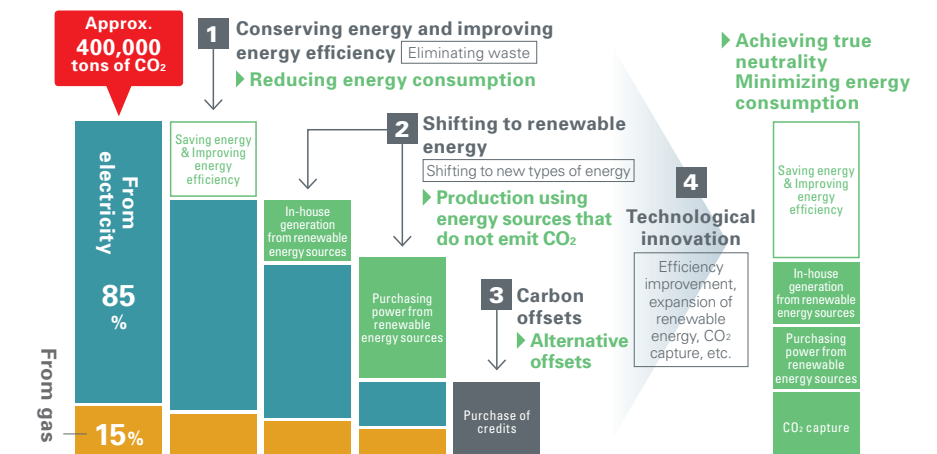 Approx.
400,000
tons of CO₂
1
Conserving energy and improving
energy efficiency
Eliminating waste
Reducing energy consumption
From
electricity
85
%
From gas
15%
Saving energy
& Improving
energy
efficiency
2
Shifting to renewable
energy
Shifting to new types of energy
Production using
energy sources that
do not emit CO₂
In-house
generation
from renewable
energy sources
Purchasing
power from
renewable
energy sources
3
Carbon
offsets
Alternative
offsets
Purchase of
credits
4
Technological
innovation
Efficiency
improvement,
expansion of
renewable
energy, CO₂
capture, etc.
Achieving true
neutrality
Minimizing energy
consumption
Saving energy
& Improving
energy
efficiency
In-house
generation
from renewable
energy sources
Purchasing
power from
renewable
energy sources
CO₂ capture